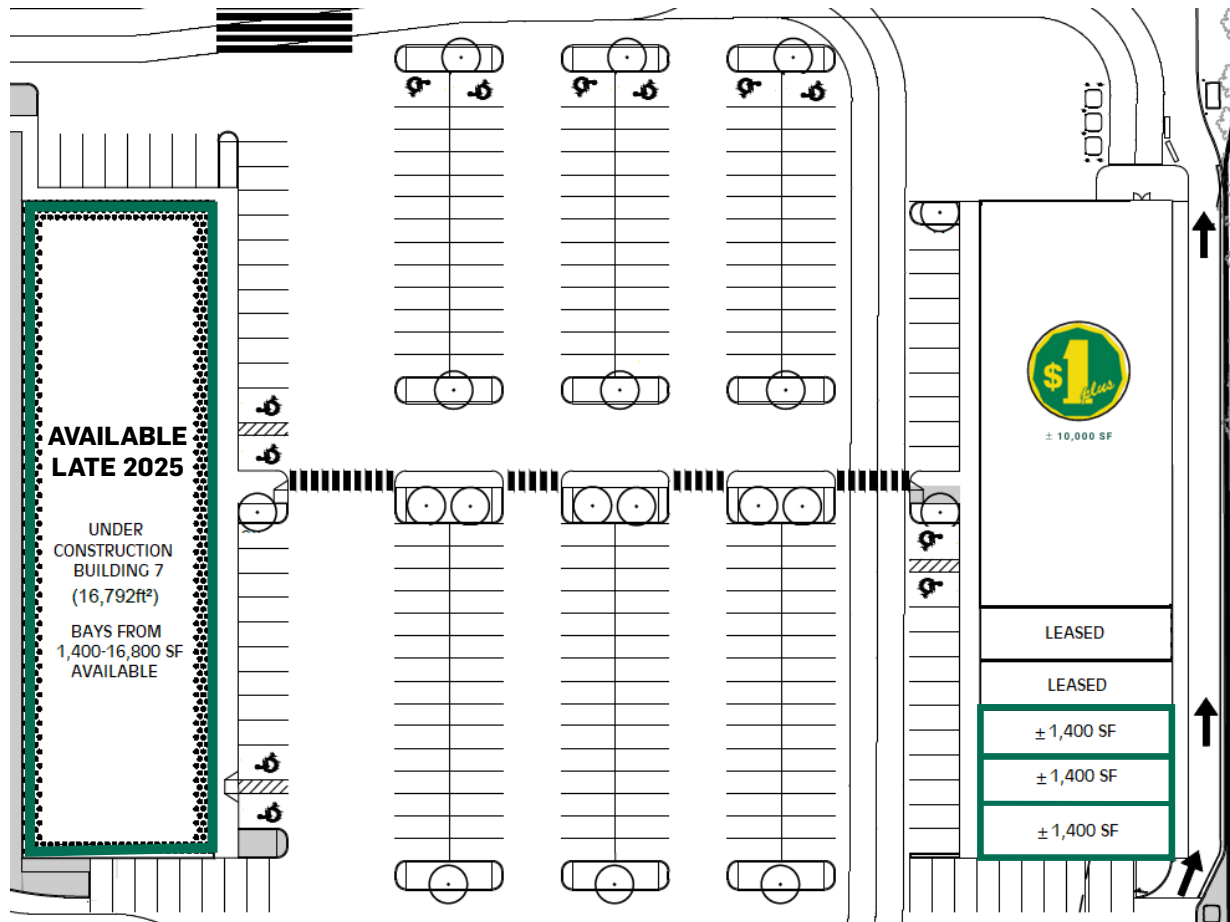 AVAILABLE
LATE 2025
UNDER
CONSTRUCTION
BUILDING 7
(16,792ft²)
BAYS FROM
1,400-16,800 SF
AVAILABLE
$1
plus
± 10,000 SF
LEASED
LEASED
± 1,400 SF
± 1,400 SF
± 1,400 SF